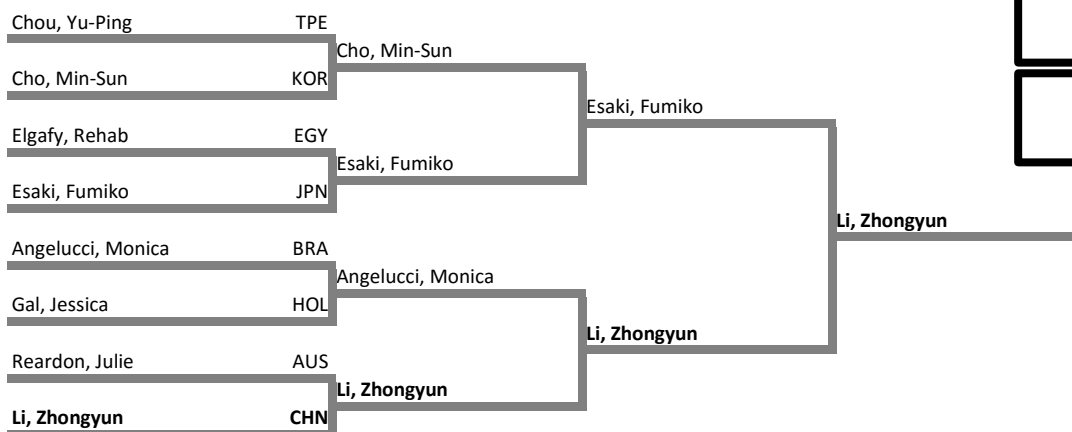 Chou, Yu-Ping TPE
Cho, Min-Sun
Cho, Min-Sun KOR
Esaki, Fumiko
Elgafy, Rehab EGY
Esaki, Fumiko
Esaki, Fumiko JPN
Li, Zhongyun
Angelucci, Monica BRA
Angelucci, Monica
Gal, Jessica HOL
Li, Zhongyun
Reardon, Julie AUS
Li, Zhongyun
Li, Zhongyun CHN